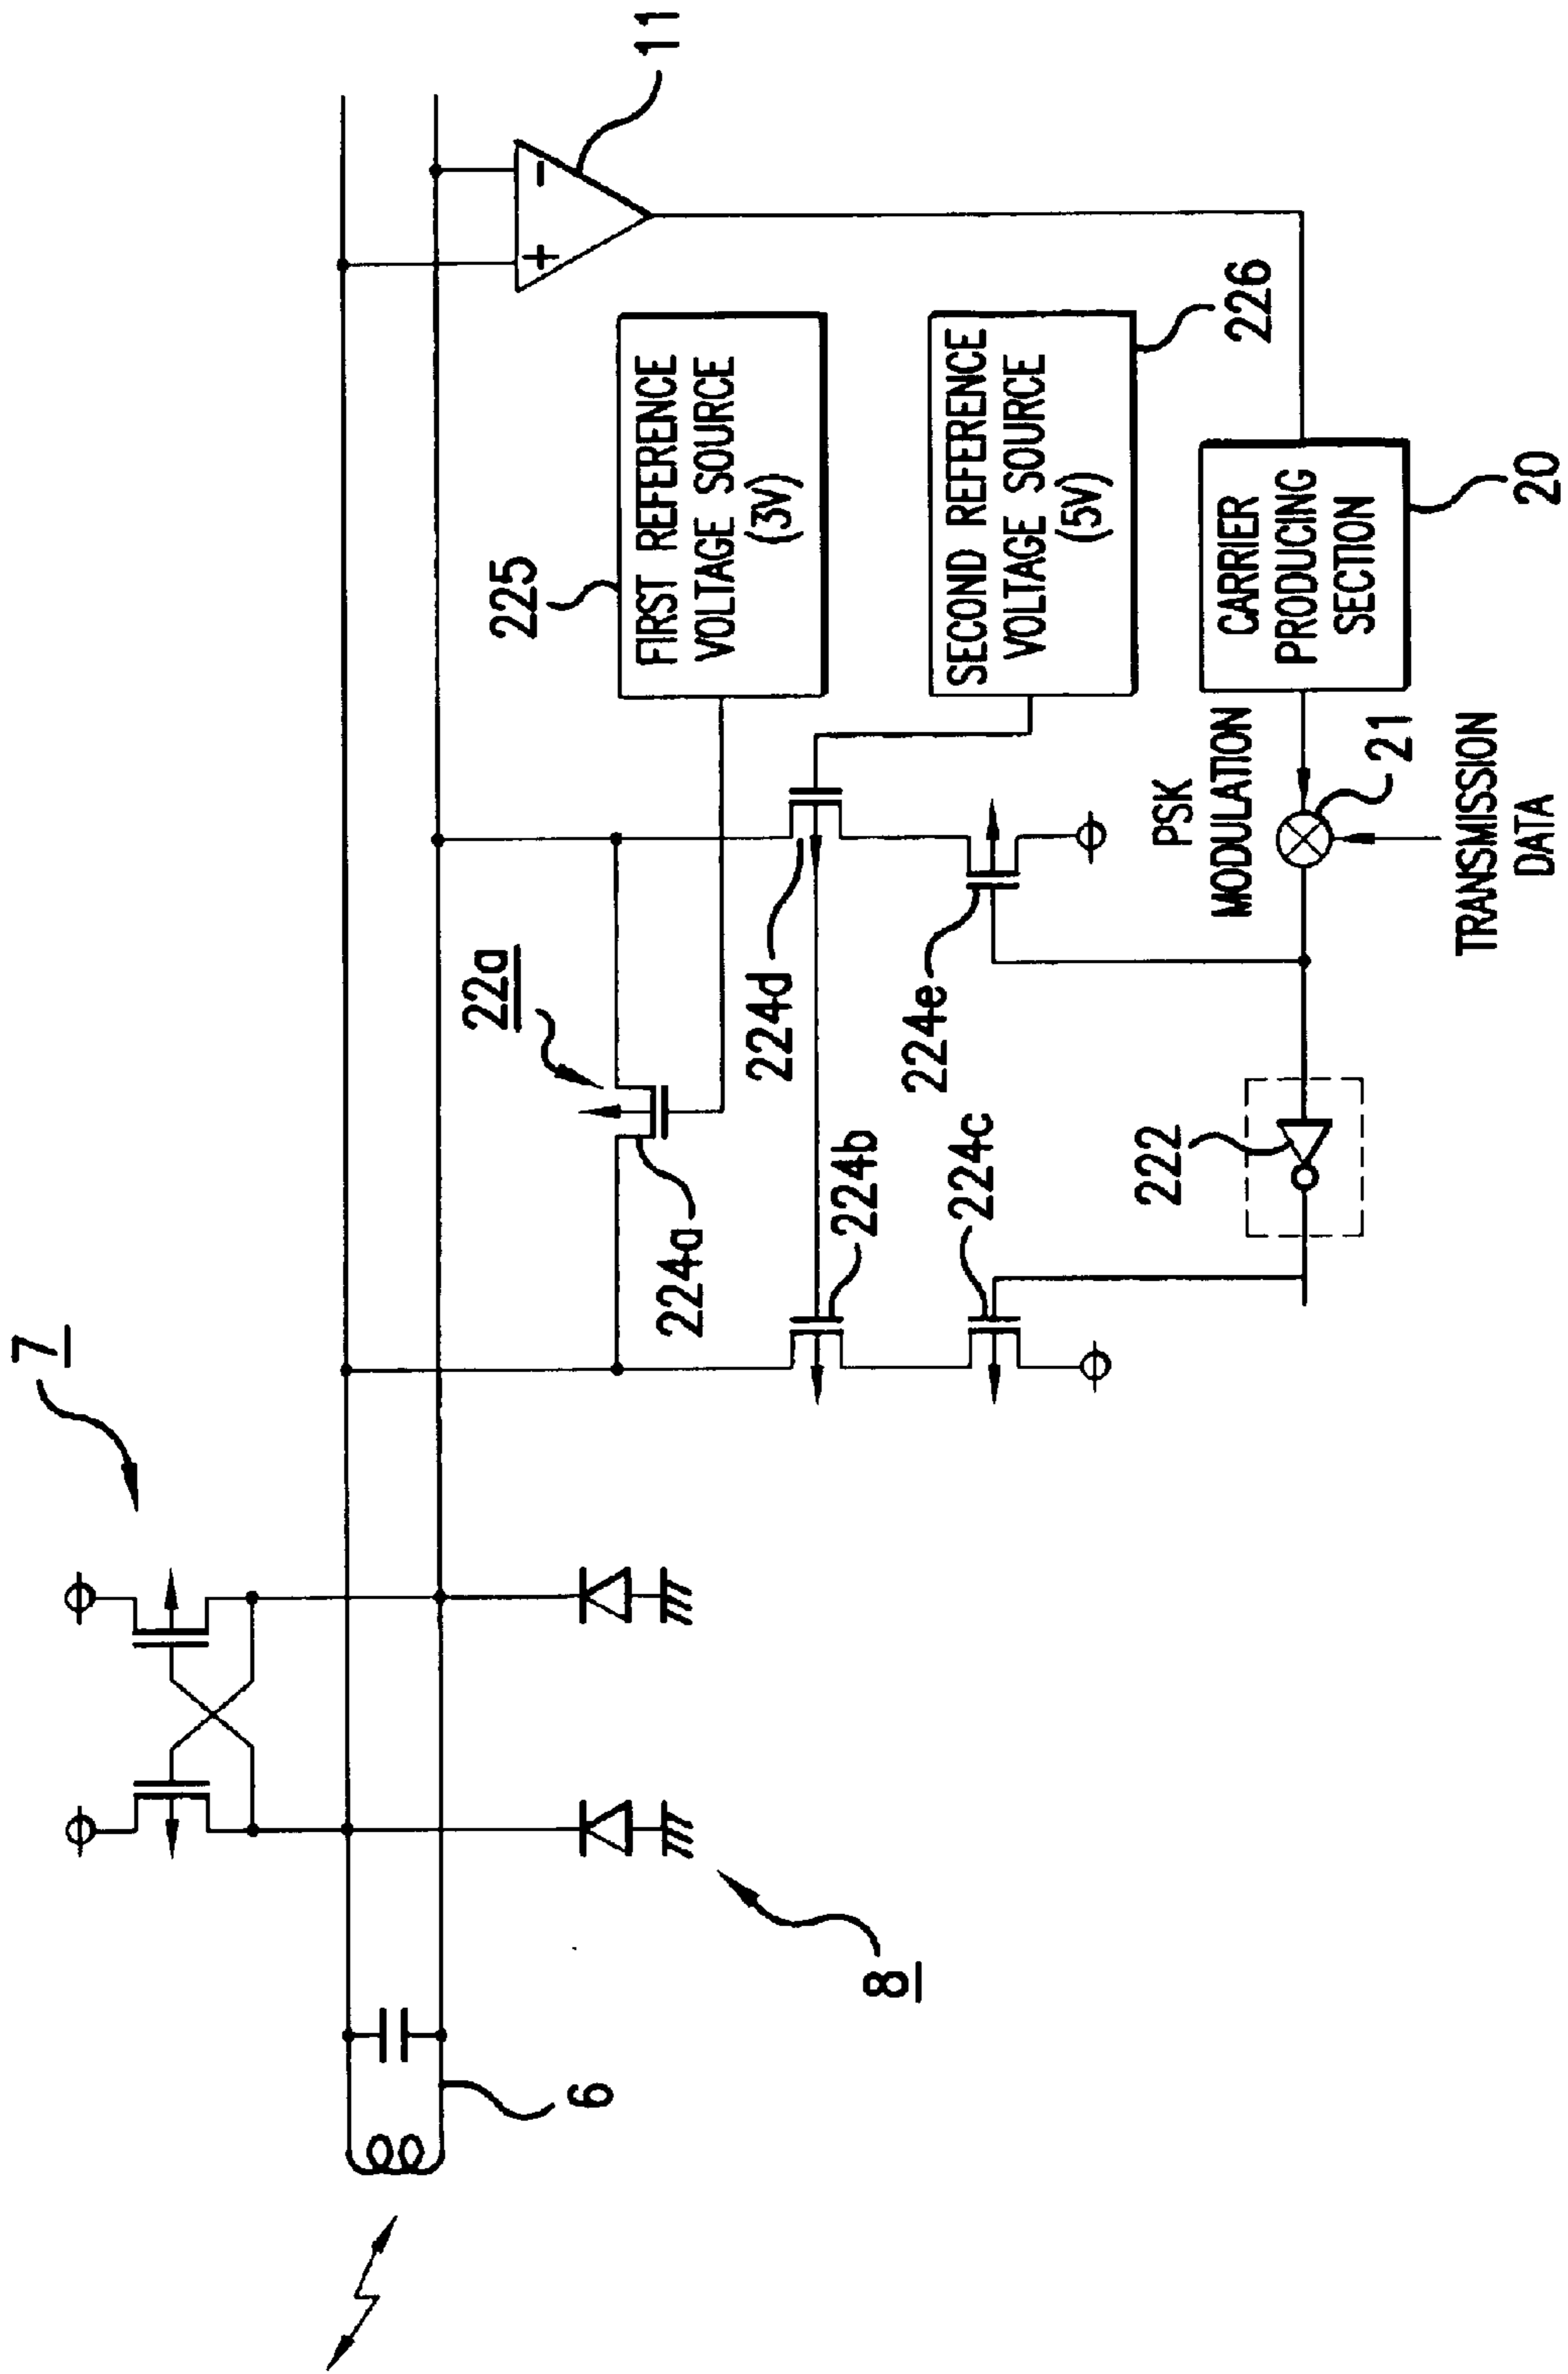 7
11
225
FIRST REFERENCE
VOLTAGE SOURCE
(3V)
22a
224a
6
8
224d
SECOND REFERENCE
VOLTAGE SOURCE
(5V)
226
224b
224e
224c
PSK
MODULATION
CARRIER
PRODUCING
SECTION
20
21
222
TRANSMISSION
DATA
+
−